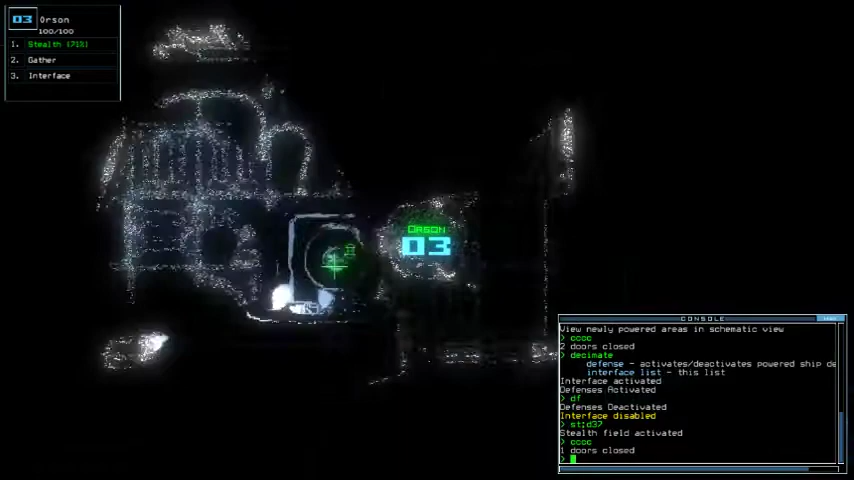 03 Orson
100/100
1. Stealth (71%)
2. Gather
3. Interface
ORSON
03
CONSOLE
View newly powered areas in schematic view
> cccc
2 doors closed
> decimate
defense - activates/deactivates powered ship de
interface list - this list
Interface activated
Defenses Activated
> df
Defenses Deactivated
Interface disabled
> st;d37
Stealth field activated
> cccc
1 doors closed
>